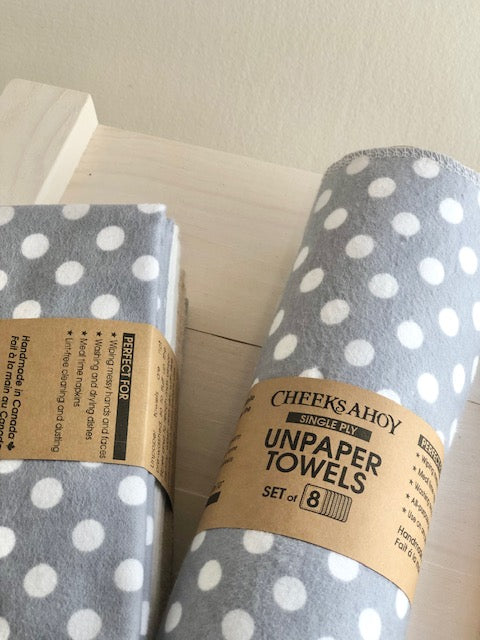 PERFECT FOR
★ Wiping messy hands and faces
★ Washing and drying dishes
★ Meal time napkins
★ Lint-free cleaning and dusting
Handmade in Canada
Fait à la main au Canada
CHEEKS AHOY
SINGLE PLY
UNPAPER
TOWELS
SET of 8